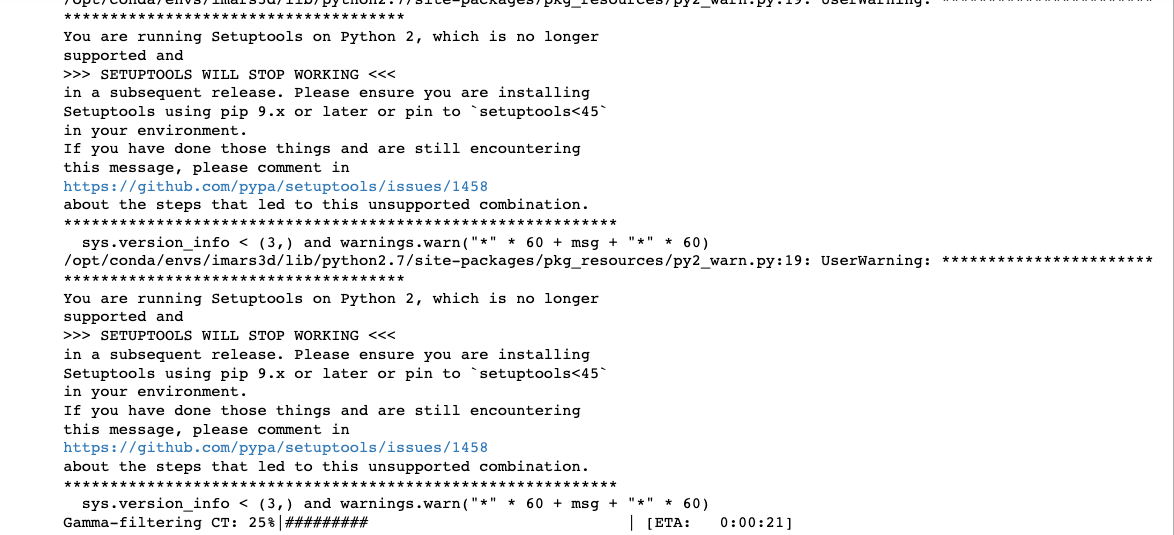 /opt/conda/envs/imars3d/lib/python2.7/site-packages/pkg_resources/py2_warn.py:19: UserWarning: ***********************
*************************************
You are running Setuptools on Python 2, which is no longer
supported and
>>> SETUPTOOLS WILL STOP WORKING <<<
in a subsequent release. Please ensure you are installing
Setuptools using pip 9.x or later or pin to `setuptools<45`
in your environment.
If you have done those things and are still encountering
this message, please comment in
https://github.com/pypa/setuptools/issues/1458
about the steps that led to this unsupported combination.
************************************************************
  sys.version_info < (3,) and warnings.warn("*" * 60 + msg + "*" * 60)
/opt/conda/envs/imars3d/lib/python2.7/site-packages/pkg_resources/py2_warn.py:19: UserWarning: ***********************
*************************************
You are running Setuptools on Python 2, which is no longer
supported and
>>> SETUPTOOLS WILL STOP WORKING <<<
in a subsequent release. Please ensure you are installing
Setuptools using pip 9.x or later or pin to `setuptools<45`
in your environment.
If you have done those things and are still encountering
this message, please comment in
https://github.com/pypa/setuptools/issues/1458
about the steps that led to this unsupported combination.
************************************************************
  sys.version_info < (3,) and warnings.warn("*" * 60 + msg + "*" * 60)
Gamma-filtering CT: 25%|#########                            | [ETA:   0:00:21]